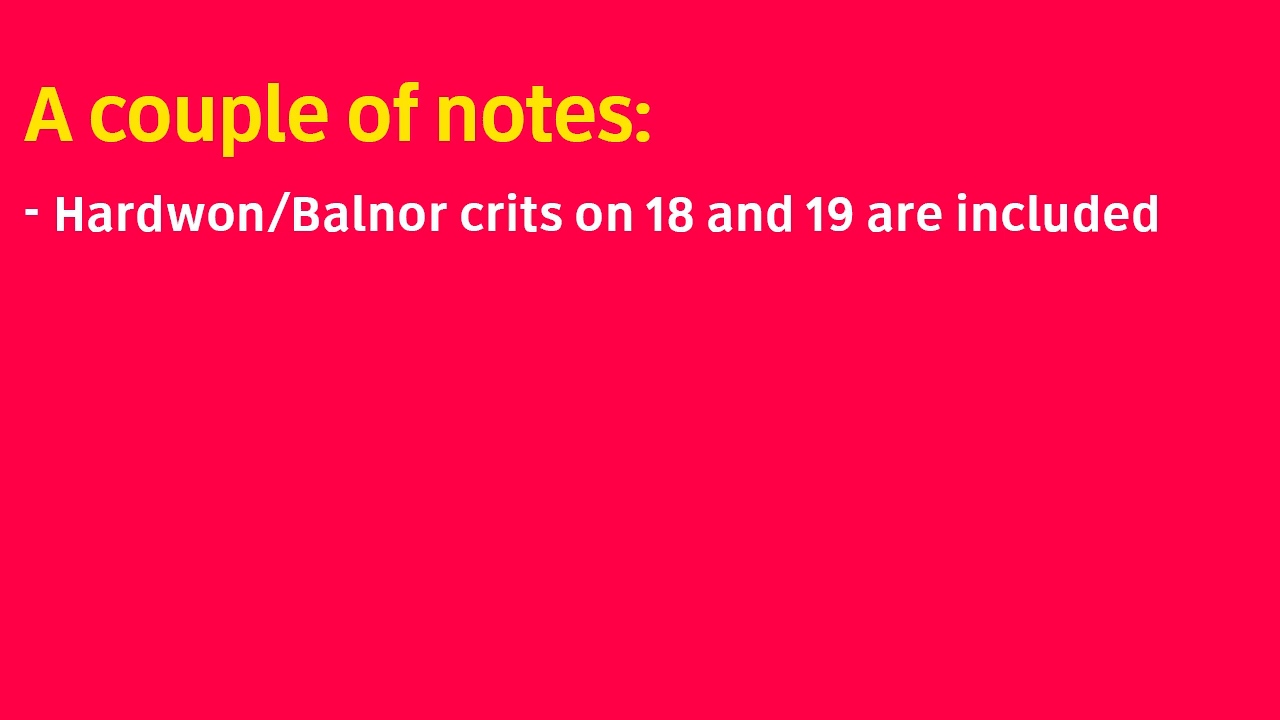 A couple of notes:
- Hardwon/Balnor crits on 18 and 19 are included